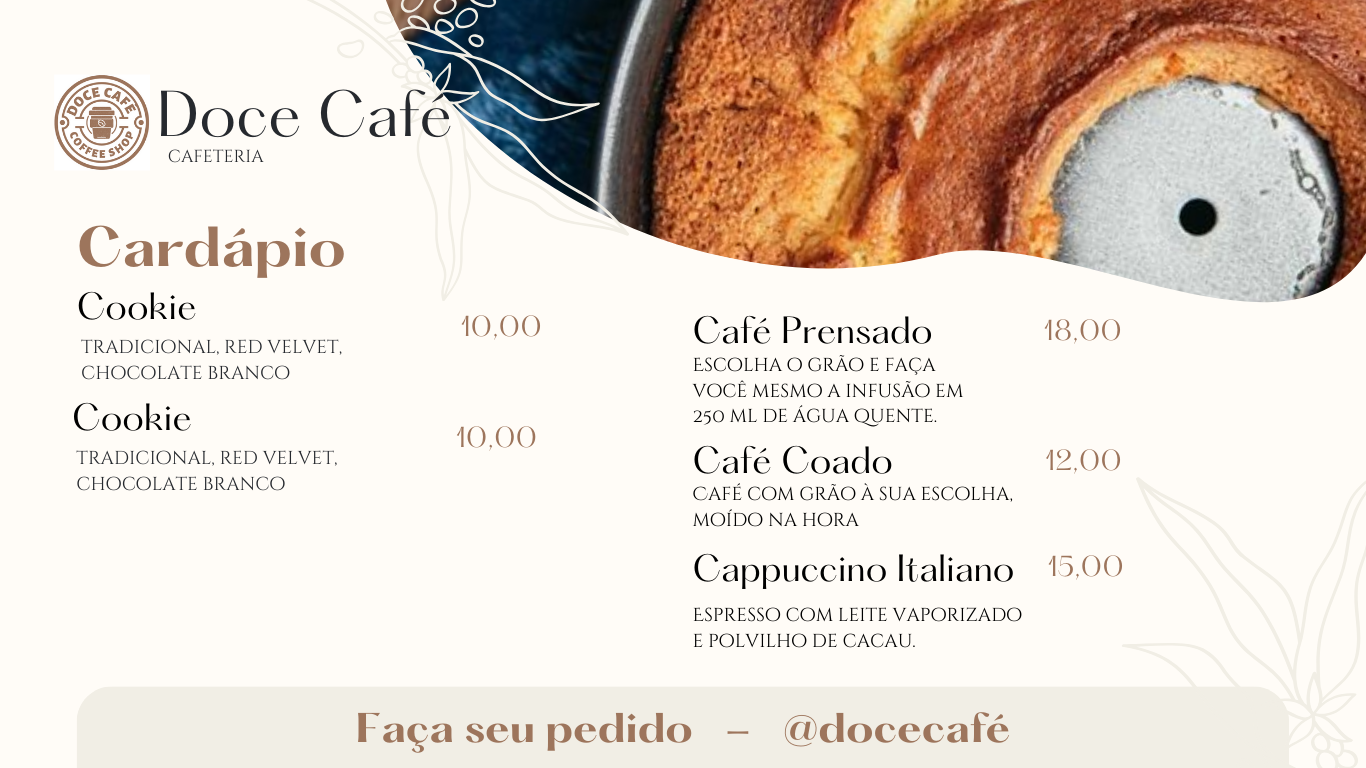 DOCE CAFE
COFFEE SHOP
Doce Café
CAFETERIA
Cardápio
Cookie
10,00
TRADICIONAL, RED VELVET,
CHOCOLATE BRANCO
Cookie
10,00
TRADICIONAL, RED VELVET,
CHOCOLATE BRANCO
Café Prensado
18,00
ESCOLHA O GRÃO E FAÇA
VOCÊ MESMO A INFUSÃO EM
250 ML DE ÁGUA QUENTE.
Café Coado
12,00
CAFÉ COM GRÃO À SUA ESCOLHA,
MOÍDO NA HORA
Cappuccino Italiano
15,00
ESPRESSO COM LEITE VAPORIZADO
E POLVILHO DE CACAU.
Faça seu pedido – @docecafé